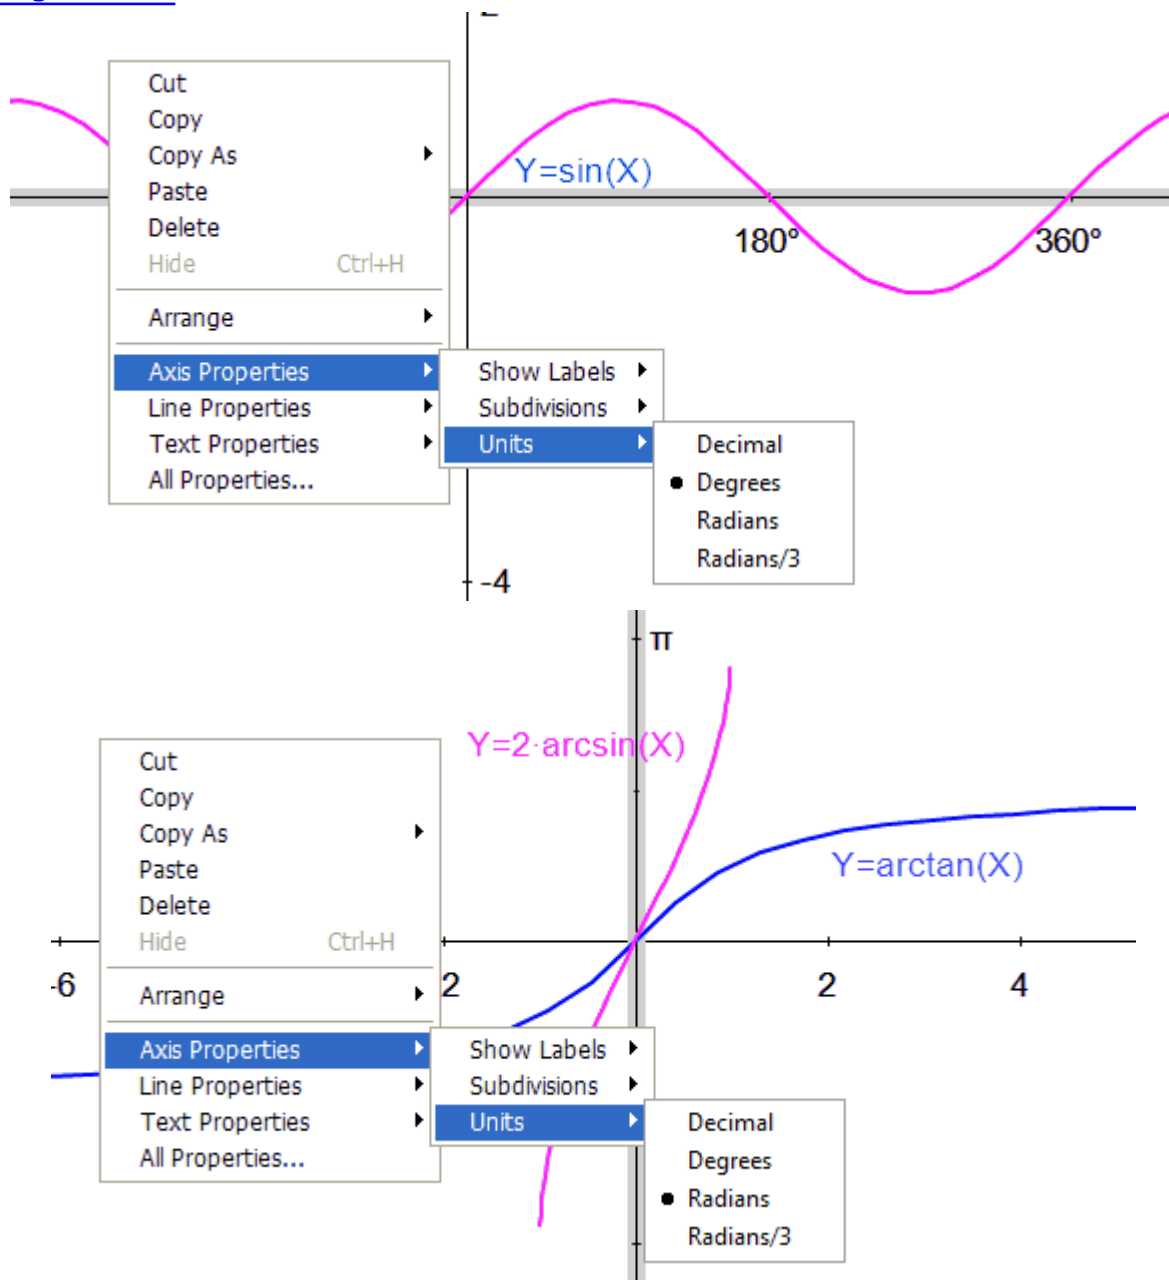 Cut
Copy
Copy As
Paste
Delete
Hide Ctrl+H
Arrange
Axis Properties
Line Properties
Text Properties
All Properties...
Show Labels
Subdivisions
Units
Decimal
Degrees
Radians
Radians/3
Y=sin(X)
180°
360°
-4
π
Y=2·arcsin(X)
Y=arctan(X)
-6
2
2
4
Cut
Copy
Copy As
Paste
Delete
Hide Ctrl+H
Arrange
Axis Properties
Line Properties
Text Properties
All Properties...
Show Labels
Subdivisions
Units
Decimal
Degrees
Radians
Radians/3